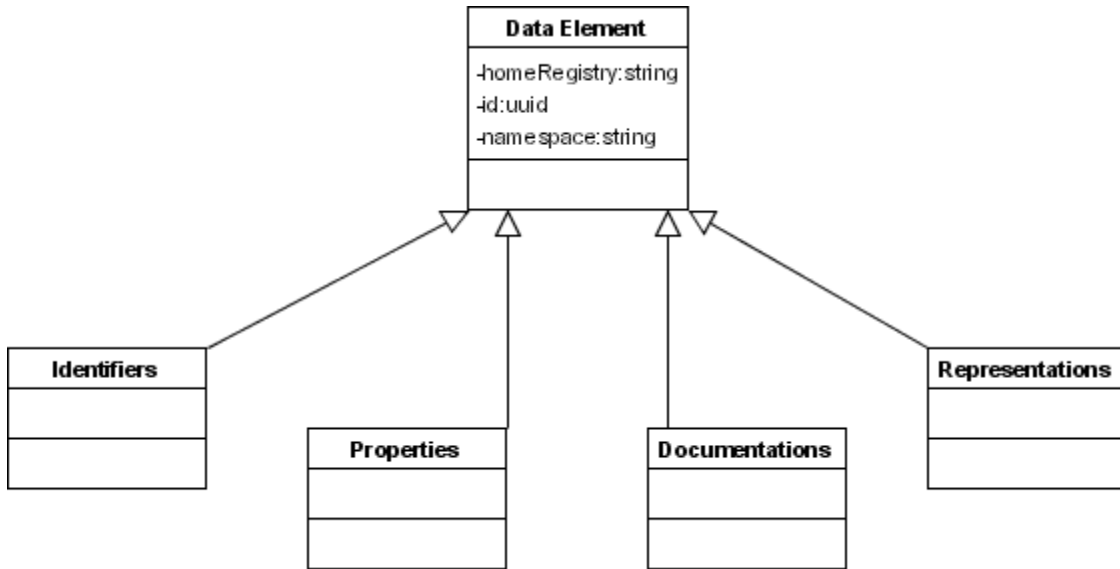 Data Element
-homeRegistry:string
-id:uuid
-namespace:string
Identifiers
Representations
Properties
Documentations